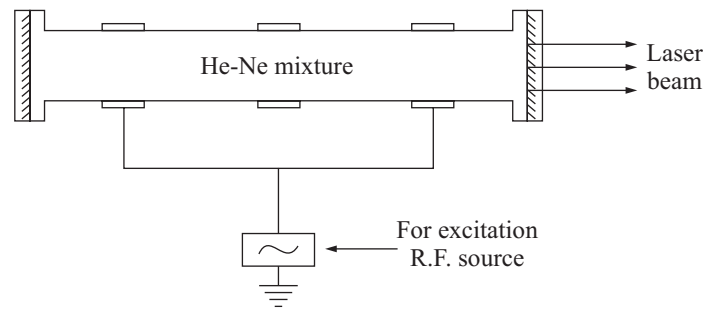 He-Ne mixture
Laser
beam
For excitation
R.F. source